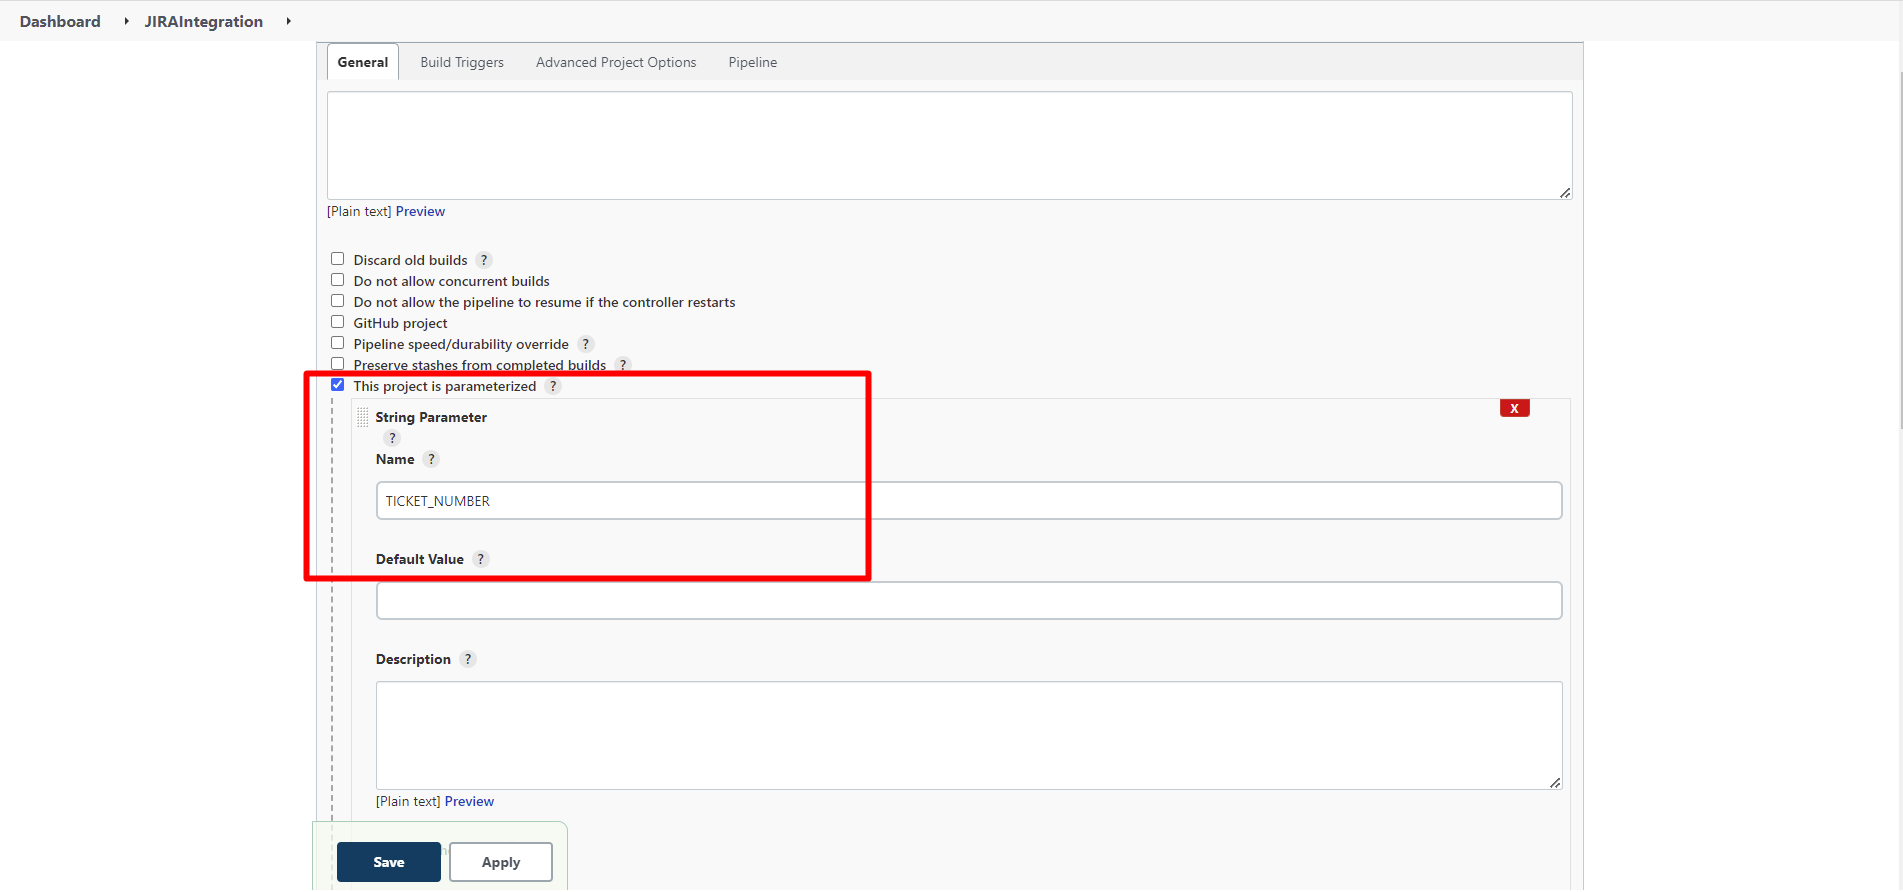 Dashboard JIRAIntegration
General Build Triggers Advanced Project Options Pipeline
[Plain text] Preview
Discard old builds ?
Do not allow concurrent builds
Do not allow the pipeline to resume if the controller restarts
GitHub project
Pipeline speed/durability override ?
Preserve stashes from completed builds ?
This project is parameterized ?
X
String Parameter
?
Name ?
TICKET_NUMBER
Default Value ?
Description ?
[Plain text] Preview
Save Apply